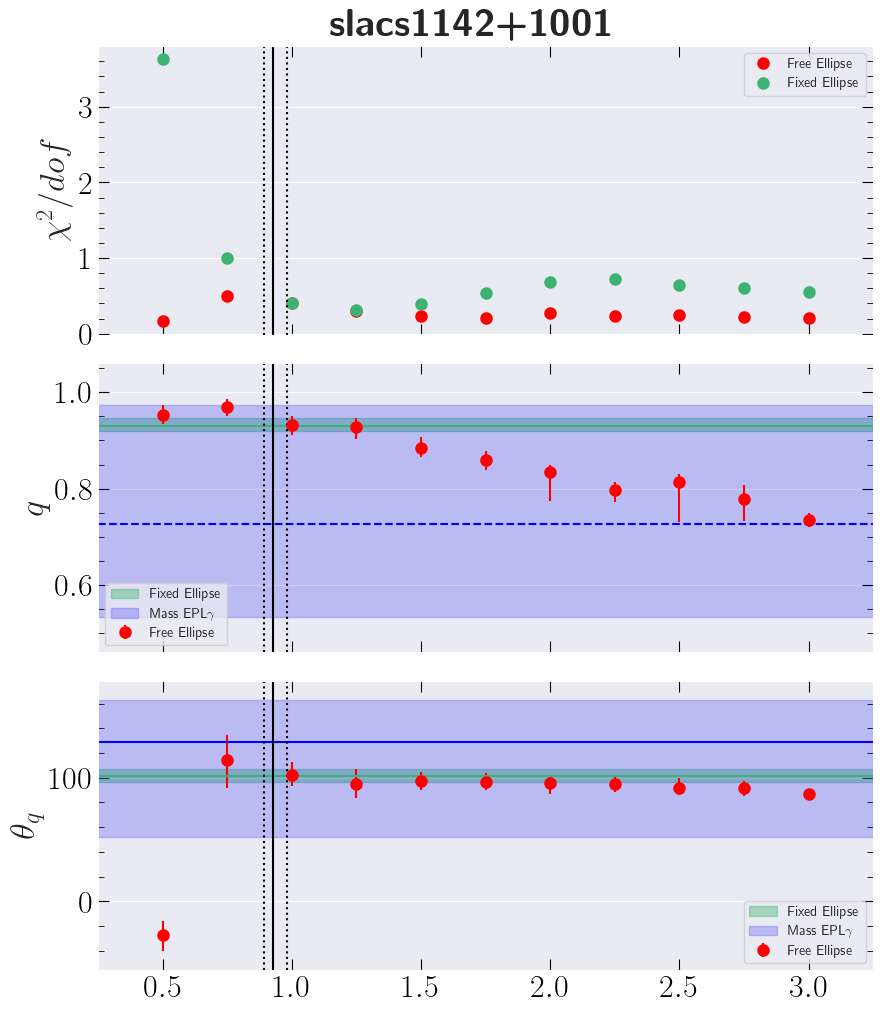 slacs1142+1001
χ²/dof
3
2
1
0
Free Ellipse
Fixed Ellipse
q
1.0
0.8
0.6
Fixed Ellipse
Mass EPLγ
Free Ellipse
θ_q
100
0
Fixed Ellipse
Mass EPLγ
Free Ellipse
0.5 1.0 1.5 2.0 2.5 3.0